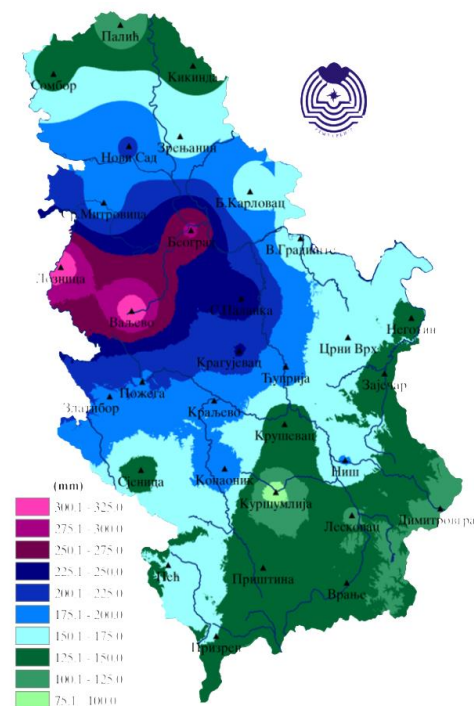 Палић
Кикинда
Сомбор
Зрењанин
Нови Сад
Б.Карловац
Митровица
Београд
В.Градиште
Лозница
Ваљево
С.Паланка
Неготин
Црни Врх
Крагујевац
Ћуприја
Зајечар
Пожега
Златибор
Краљево
Крушевац
Ниш
Сјеница
Копаоник
Куршумлија
Димитровград
Лесковац
Пећ
Приштина
Врање
Призрен
(mm)
300.1 - 325.0
275.1 - 300.0
250.1 - 275.0
225.1 - 250.0
200.1 - 225.0
175.1 - 200.0
150.1 - 175.0
125.1 - 150.0
100.1 - 125.0
75.1 - 100.0